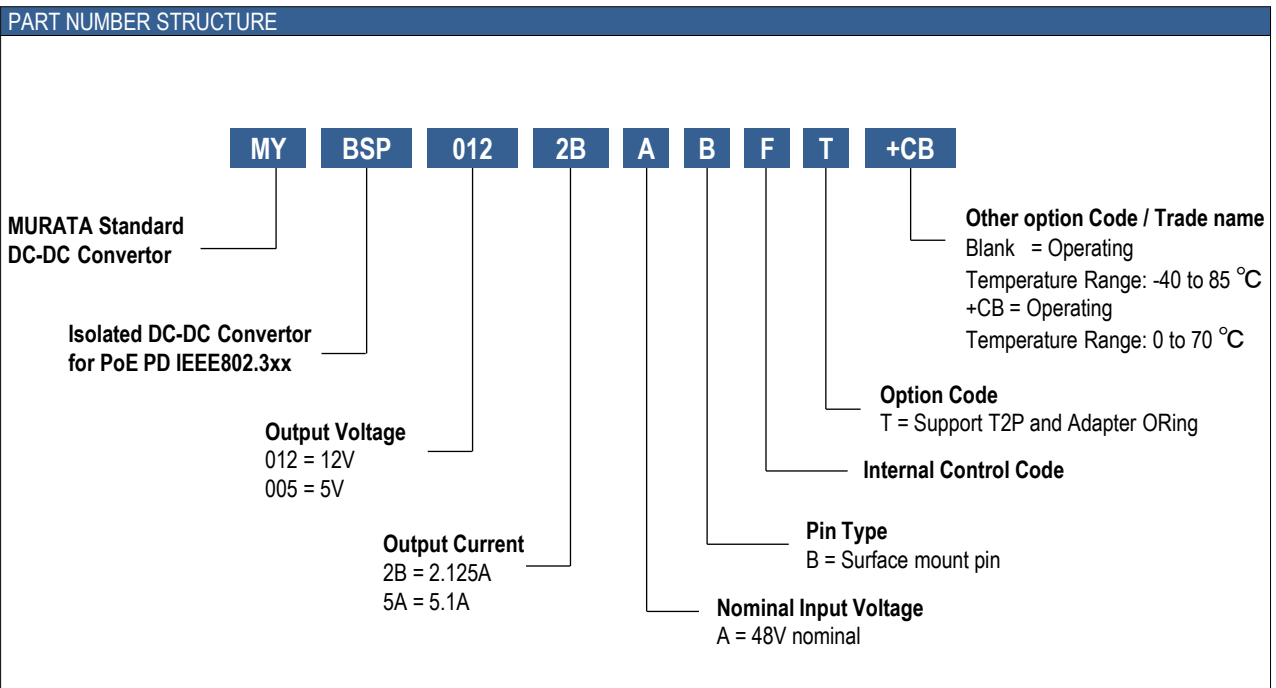 PART NUMBER STRUCTURE
MY BSP 012 2B A B F T +CB
MURATA Standard
DC-DC Convertor
Isolated DC-DC Convertor
for PoE PD IEEE802.3xx
Output Voltage
012 = 12V
005 = 5V
Output Current
2B = 2.125A
5A = 5.1A
Nominal Input Voltage
A = 48V nominal
Pin Type
B = Surface mount pin
Internal Control Code
Option Code
T = Support T2P and Adapter ORing
Other option Code / Trade name
Blank = Operating
Temperature Range: -40 to 85 ℃
+CB = Operating
Temperature Range: 0 to 70 ℃